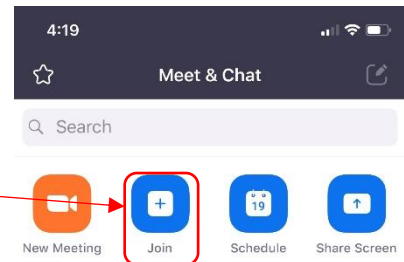 4:19
Meet & Chat
Search
19
New Meeting Join Schedule Share Screen